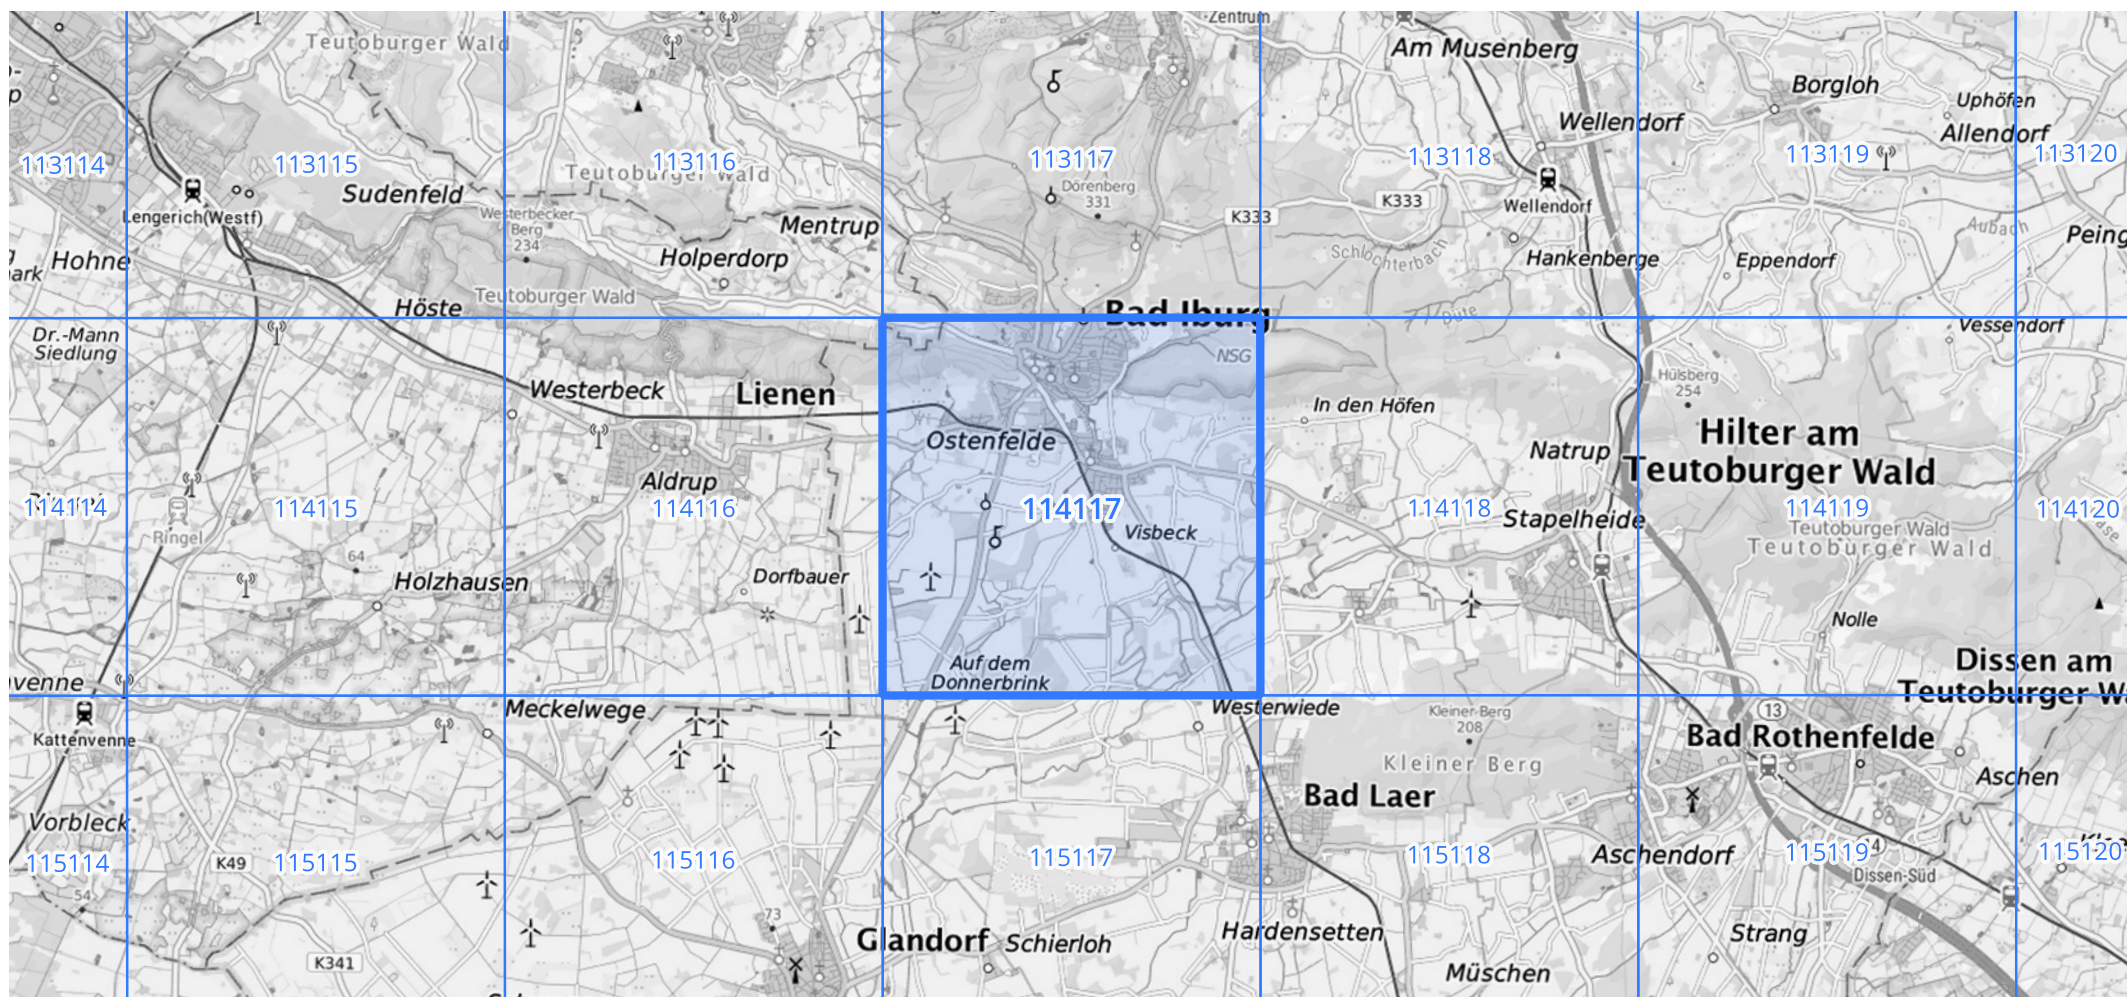 Zentrum
Teutoburger Wald
Am Musenberg
Borgloh
Uphöfen
Allendorf
Wellendorf
113114
113115
113116
113117
113118
113119
113120
Teutoburger Wald
Sudenfeld
Dörenberg
331
K333
K333
Wellendorf
Lengerich(Westf)
Westerbecker
Berg
234
Mentrup
Aubach
Peing
Schlochterbach
Hohne
ark
Holperdorp
Hankenberge
Eppendorf
Höste
Teutoburger Wald
Bad Iburg
Düte
Vessendorf
Dr.-Mann
Siedlung
NSG
Hülsberg
254
Westerbeck
Lienen
In den Höfen
Ostenfelde
Natrup
Hilter am
Teutoburger Wald
Aldrup
114114
114115
114116
114117
114118
114119
114120
Stapelheide
Teutoburger Wald
Teutoburger Wald
Ringel
Visbeck
64
Holzhausen
Dorfbauer
Nolle
Auf dem
Donnerbrink
Dissen am
Teutoburger W
venne
Meckelwege
Westerwiede
Kleiner-Berg
208
13
Kattenvenne
Bad Rothenfelde
Kleiner Berg
Aschen
Bad Laer
Vorbleck
115114
115115
115116
115117
115118
115119
115120
K49
Aschendorf
Dissen-Süd
54
73
Glandorf
Schierloh
Hardensetten
Strang
K341
Müschen